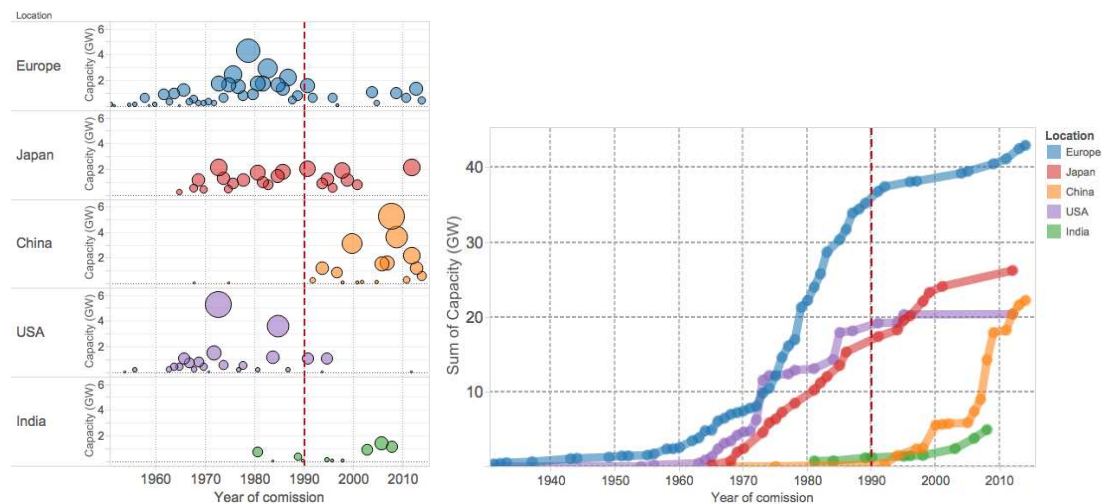 Location
Europe
Capacity (GW)
6
4
2
Japan
Capacity (GW)
6
4
2
China
Capacity (GW)
6
4
2
USA
Capacity (GW)
6
4
2
India
Capacity (GW)
6
4
2
1960 1970 1980 1990 2000 2010
Year of comission
Sum of Capacity (GW)
40
30
20
10
1940 1950 1960 1970 1980 1990 2000 2010
Year of comission
Location
Europe
Japan
China
USA
India